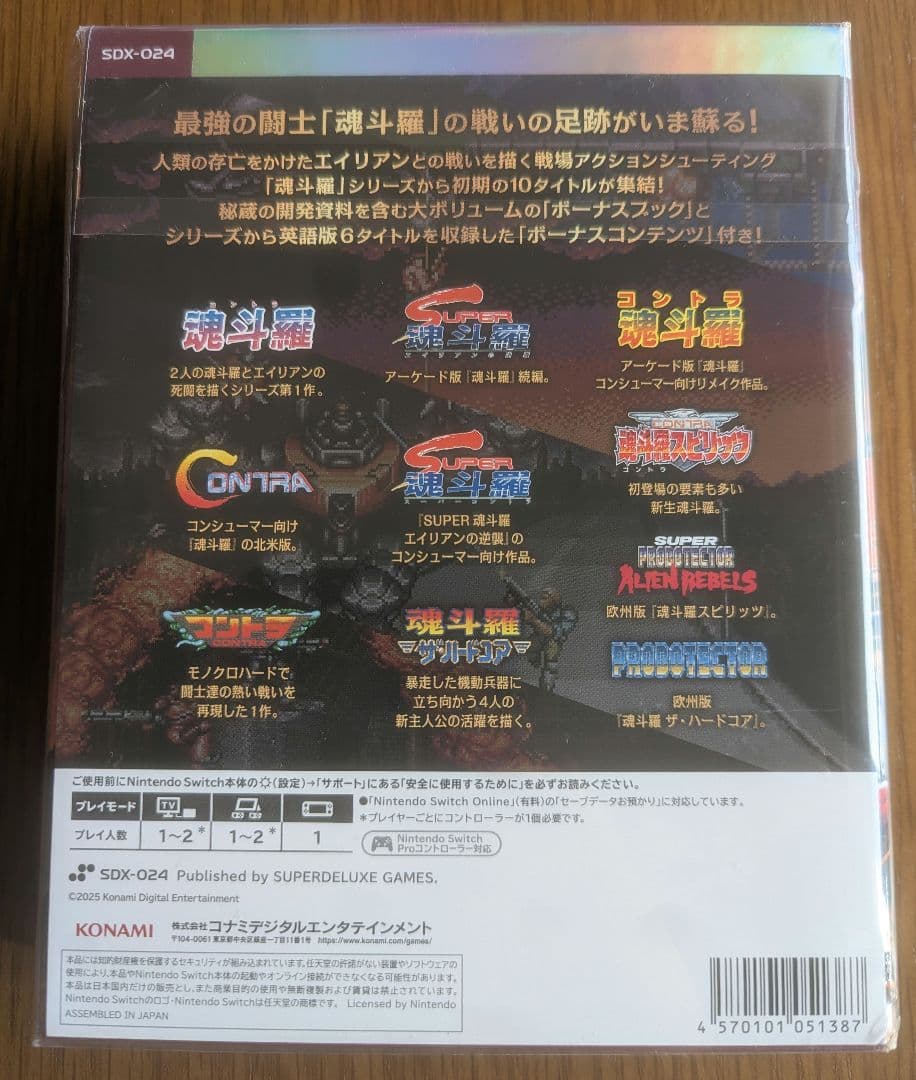 SDX-024
最強の闘士「魂斗羅」の戦いの足跡がいま蘇る!
人類の存亡をかけたエイリアンとの戦いを描く戦場アクションシューティング
「魂斗羅」シリーズから初期の10タイトルが集結!
秘蔵の開発資料を含む大ボリュームの「ボーナスブック」と
シリーズから英語版6タイトルを収録した「ボーナスコンテンツ」付き!
コントラ
魂斗羅
2人の魂斗羅とエイリアンの
死闘を描くシリーズ第1作。
SUPER
魂斗羅
エイリアンの逆襲
アーケード版『魂斗羅』続編。
コントラ
魂斗羅
アーケード版『魂斗羅』
コンシューマー向けリメイク作品。
CONTRA
コンシューマー向け
『魂斗羅』の北米版。
SUPER
魂斗羅
スーパーコントラ
『SUPER 魂斗羅
エイリアンの逆襲』の
コンシューマー向け作品。
CONTRA
魂斗羅スピリッツ
コントラ
初登場の要素も多い
新生魂斗羅。
SUPER
PROBOTECTOR
ALIEN REBELS
欧州版『魂斗羅スピリッツ』。
コントラ
CONTRA
モノクロハードで
闘士達の熱い戦いを
再現した1作。
魂斗羅
ザ・ハードコア
暴走した機動兵器に
立ち向かう4人の
新主人公の活躍を描く。
PROBOTECTOR
欧州版
『魂斗羅 ザ・ハードコア』。
ご使用前にNintendo Switch本体の(設定)→「サポート」にある「安全に使用するために」を必ずお読みください。
プレイモード TV
プレイ人数 1～2* 1～2* 1
●「Nintendo Switch Online」(有料)の「セーブデータお預かり」に対応しています。
*プレイヤーごとにコントローラーが1個必要です。
Nintendo Switch
Proコントローラー対応
SDX-024 Published by SUPERDELUXE GAMES.
©2025 Konami Digital Entertainment
KONAMI 株式会社コナミデジタルエンタテインメント
〒104-0061 東京都中央区銀座一丁目11番1号 https://www.konami.com/games/
本品には知的財産権を保護するセキュリティが組み込まれています。任天堂の許諾がない装置やソフトウェアの
使用により、本品やNintendo Switch本体の起動やオンライン接続ができなくなる可能性があります。
本品は日本国内だけの販売とし、また商業目的の使用や無断複製および賃貸は禁止されています。
Nintendo Switchのロゴ・Nintendo Switchは任天堂の商標です。 Licensed by Nintendo
ASSEMBLED IN JAPAN
4 570101 051387